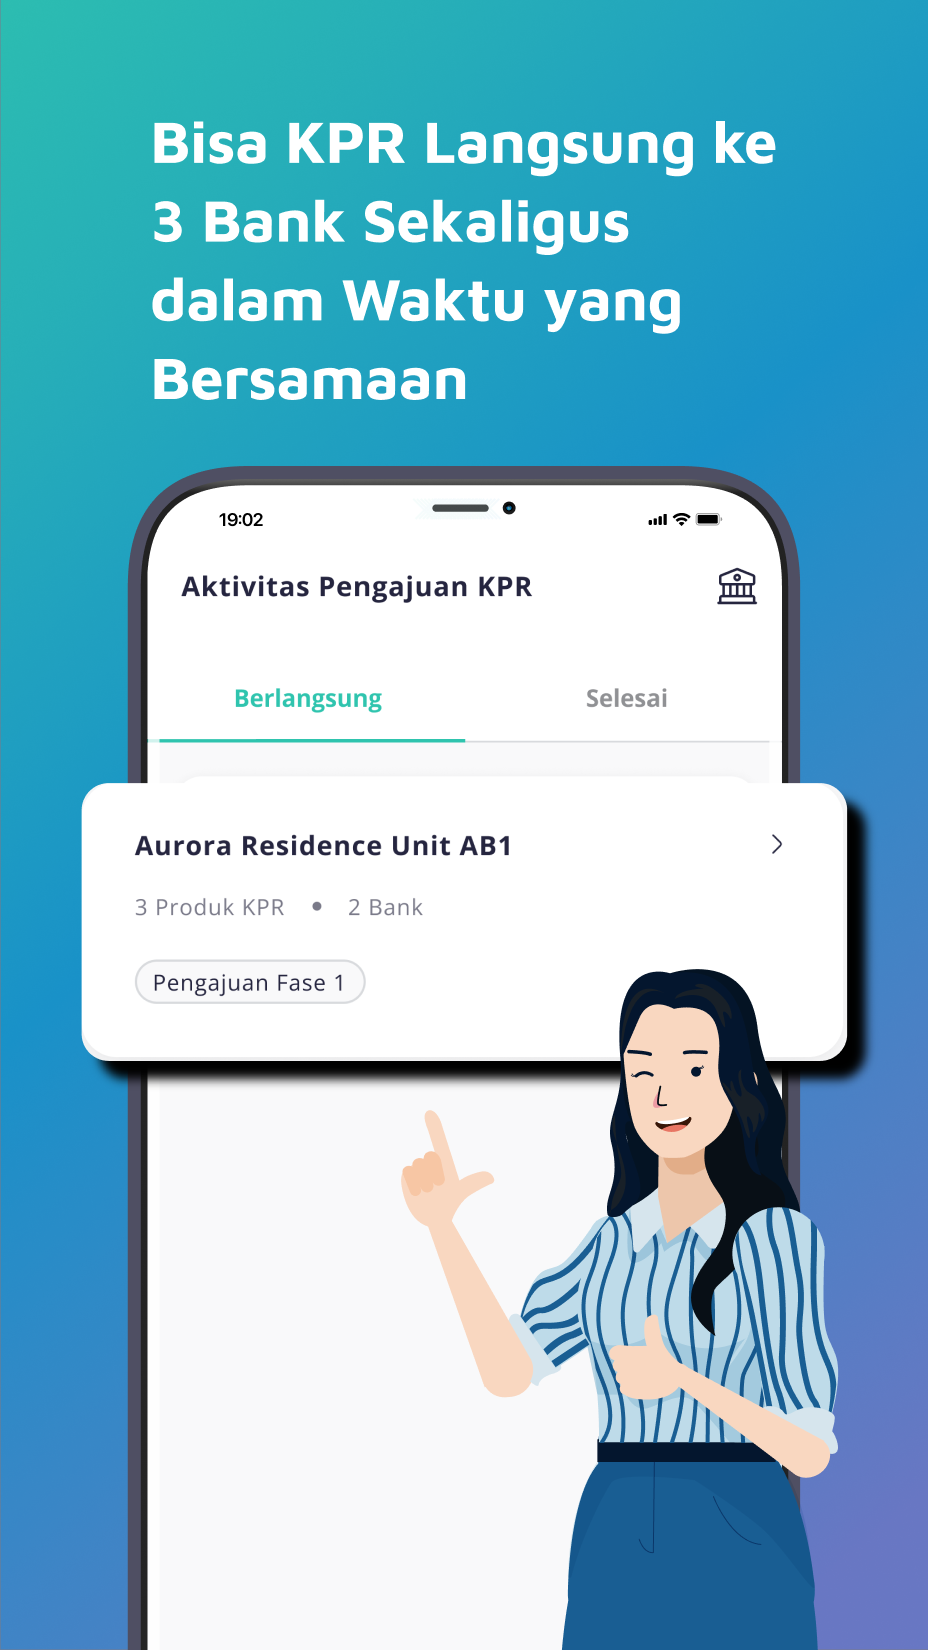 Bisa KPR Langsung ke
3 Bank Sekaligus
dalam Waktu yang
Bersamaan
19:02
Aktivitas Pengajuan KPR
Berlangsung
Selesai
Aurora Residence Unit AB1
3 Produk KPR • 2 Bank
Pengajuan Fase 1